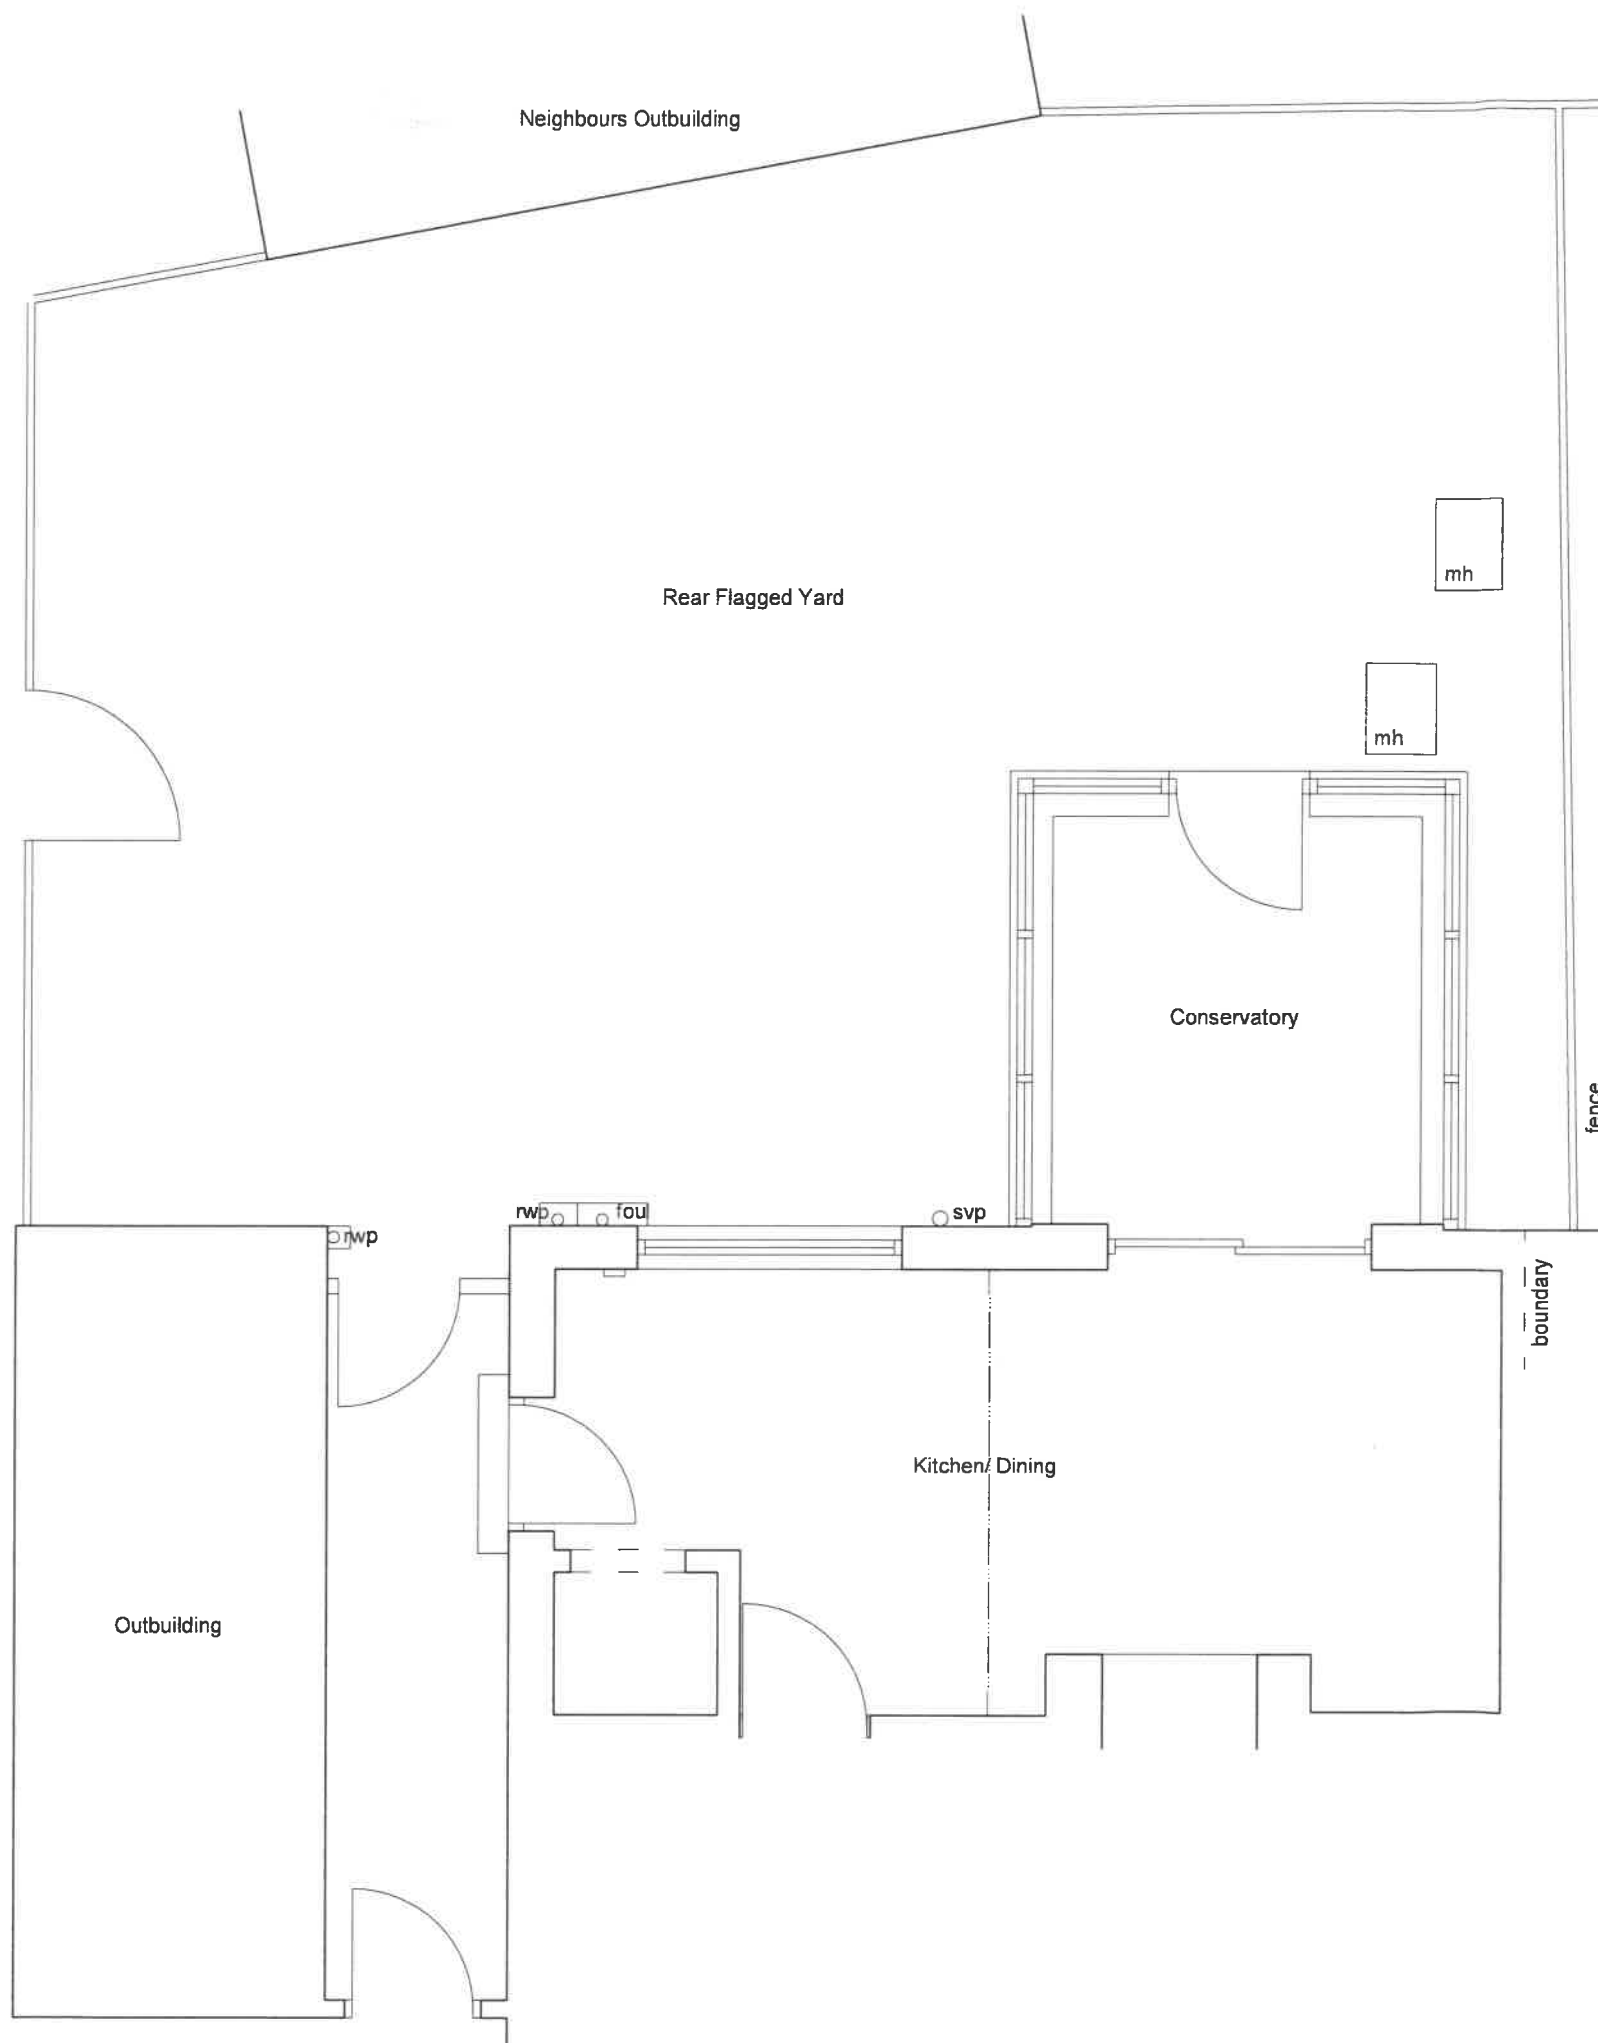 Neighbours Outbuilding
mh
Rear Flagged Yard
mh
Conservatory
fence
rwp
fou
svp
rwp
boundary
Kitchen/ Dining
Outbuilding